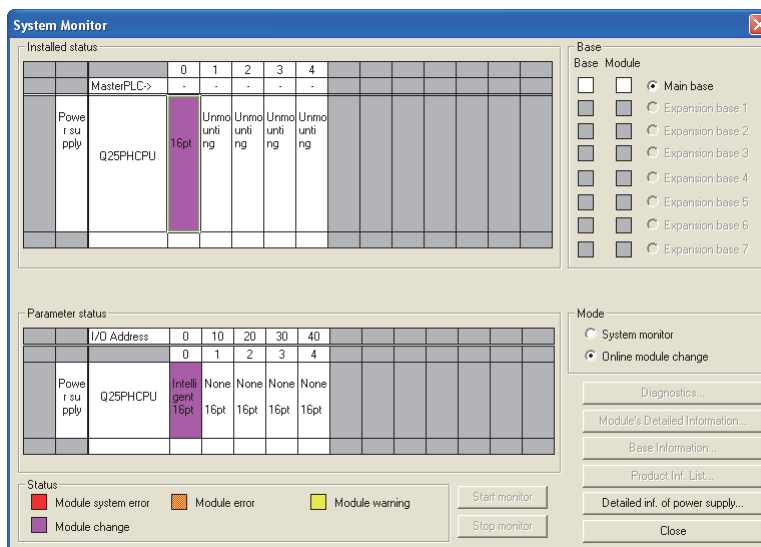 System Monitor
Installed status
0 1 2 3 4
MasterPLC-> - - - - -
Powe
r su
pply
Q25PHCPU
16pt
Unmo
unti
ng
Unmo
unti
ng
Unmo
unti
ng
Unmo
unti
ng
Base
Base Module
Main base
Expansion base 1
Expansion base 2
Expansion base 3
Expansion base 4
Expansion base 5
Expansion base 6
Expansion base 7
Parameter status
I/O Address 0 10 20 30 40
0 1 2 3 4
Powe
r su
pply
Q25PHCPU
Intelli
gent
16pt
None
16pt
None
16pt
None
16pt
None
16pt
Mode
System monitor
Online module change
Diagnostics...
Module's Detailed Information...
Base Information...
Product Inf. List...
Detailed inf. of power supply...
Close
Status
Module system error
Module error
Module warning
Module change
Start monitor
Stop monitor